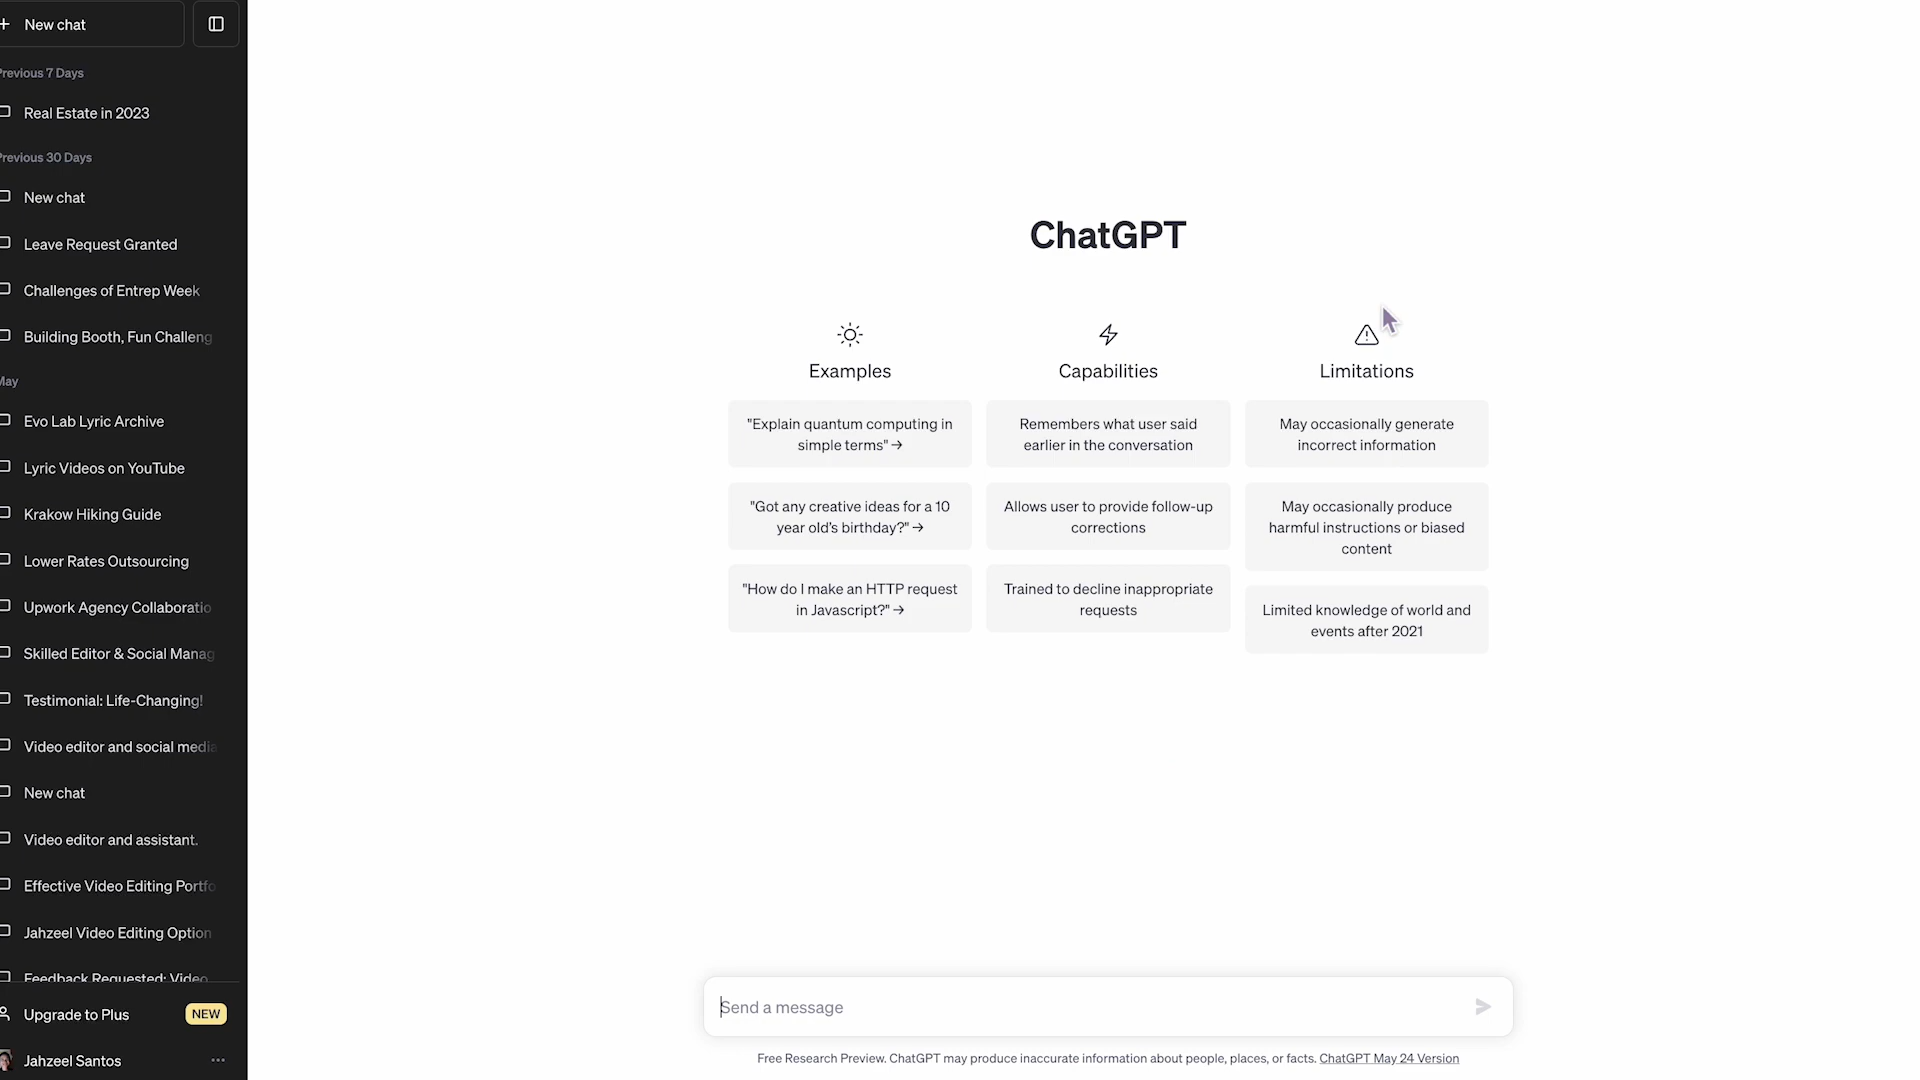 New chat
Previous 7 Days
Real Estate in 2023
Previous 30 Days
New chat
Leave Request Granted
Challenges of Entrep Week
Building Booth, Fun Challeng
May
Evo Lab Lyric Archive
Lyric Videos on YouTube
Krakow Hiking Guide
Lower Rates Outsourcing
Upwork Agency Collaboratio
Skilled Editor & Social Manag
Testimonial: Life-Changing!
Video editor and social media
New chat
Video editor and assistant.
Effective Video Editing Portfo
Jahzeel Video Editing Option
Feedback Requested: Video
Upgrade to Plus NEW
Jahzeel Santos
ChatGPT
Examples
"Explain quantum computing in
simple terms" →
"Got any creative ideas for a 10
year old's birthday?" →
"How do I make an HTTP request
in Javascript?" →
Capabilities
Remembers what user said
earlier in the conversation
Allows user to provide follow-up
corrections
Trained to decline inappropriate
requests
Limitations
May occasionally generate
incorrect information
May occasionally produce
harmful instructions or biased
content
Limited knowledge of world and
events after 2021
Send a message
Free Research Preview. ChatGPT may produce inaccurate information about people, places, or facts. ChatGPT May 24 Version